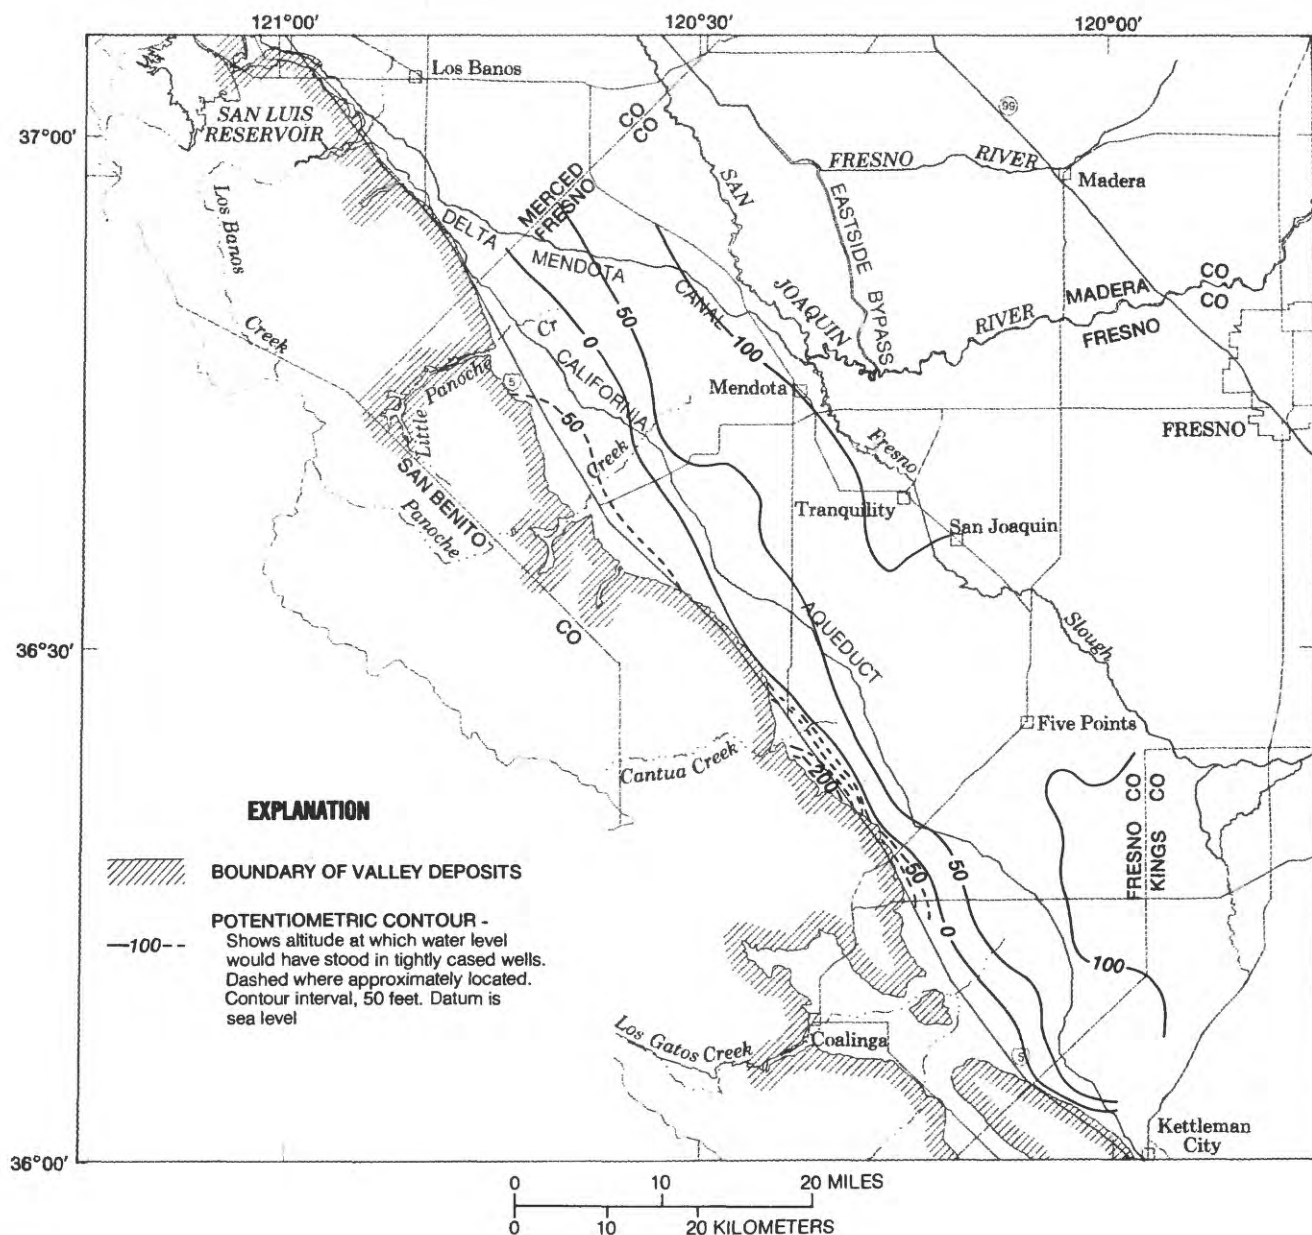 121°00'
120°30'
120°00'
37°00'
36°30'
36°00'
Los Banos
SAN LUIS
RESERVOIR
CO
CO
99
FRESNO RIVER
Madera
SAN
JOAQUIN
RIVER
EASTSIDE
BYPASS
MERCED
FRESNO
DELTA
MENDOTA
CANAL
Los Banos
Creek
CO
CO
MADERA
FRESNO
0
50
100
Cr
Little Panoche
CALIFORNIA
5
50
Mendota
FRESNO
Creek
Fresno
SAN BENITO
Panoche
CO
Tranquility
San Joaquin
AQUEDUCT
Slough
Five Points
Cantua Creek
200
FRESNO CO
KINGS CO
50
50
0
100
EXPLANATION
BOUNDARY OF VALLEY DEPOSITS
—100--
POTENTIOMETRIC CONTOUR -
Shows altitude at which water level
would have stood in tightly cased wells.
Dashed where approximately located.
Contour interval, 50 feet. Datum is
sea level
Los Gatos Creek
Coalinga
5
Kettleman
City
0 10 20 MILES
0 10 20 KILOMETERS